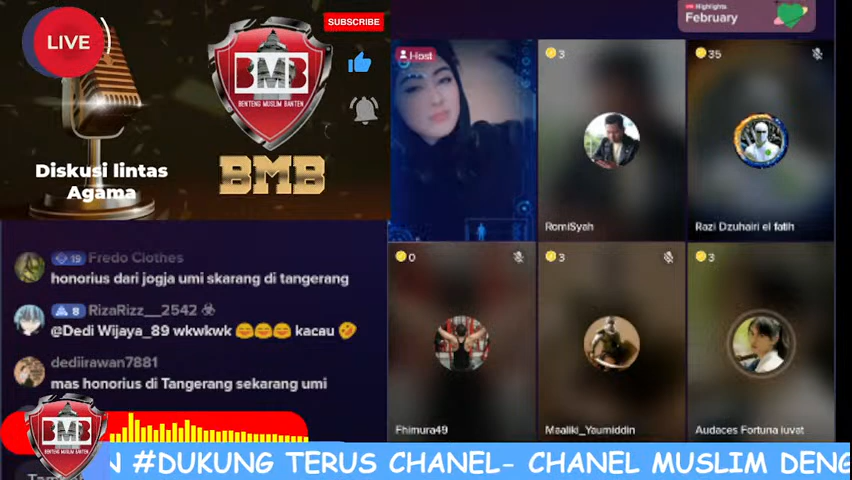 LIVE
SUBSCRIBE
BMB
BENTENG MUSLIM BANTEN
BMB
Diskusi lintas
Agama
LIVE Highlights
February
Host
3
35
RomiSyah
Razi Dzuhairi el fatih
0
3
3
Fhimura49
Maaliki_Yaumiddin
Audaces Fortuna iuvat
19 Fredo Clothes
honorius dari jogja umi skarang di tangerang
8 RizaRizz__2542 ☣
@Dedi Wijaya_89 wkwkwk 😄😄😄 kacau 🤣
dediirawan7881
mas honorius di Tangerang sekarang umi
BMB
N #DUKUNG TERUS CHANEL- CHANEL MUSLIM DENG